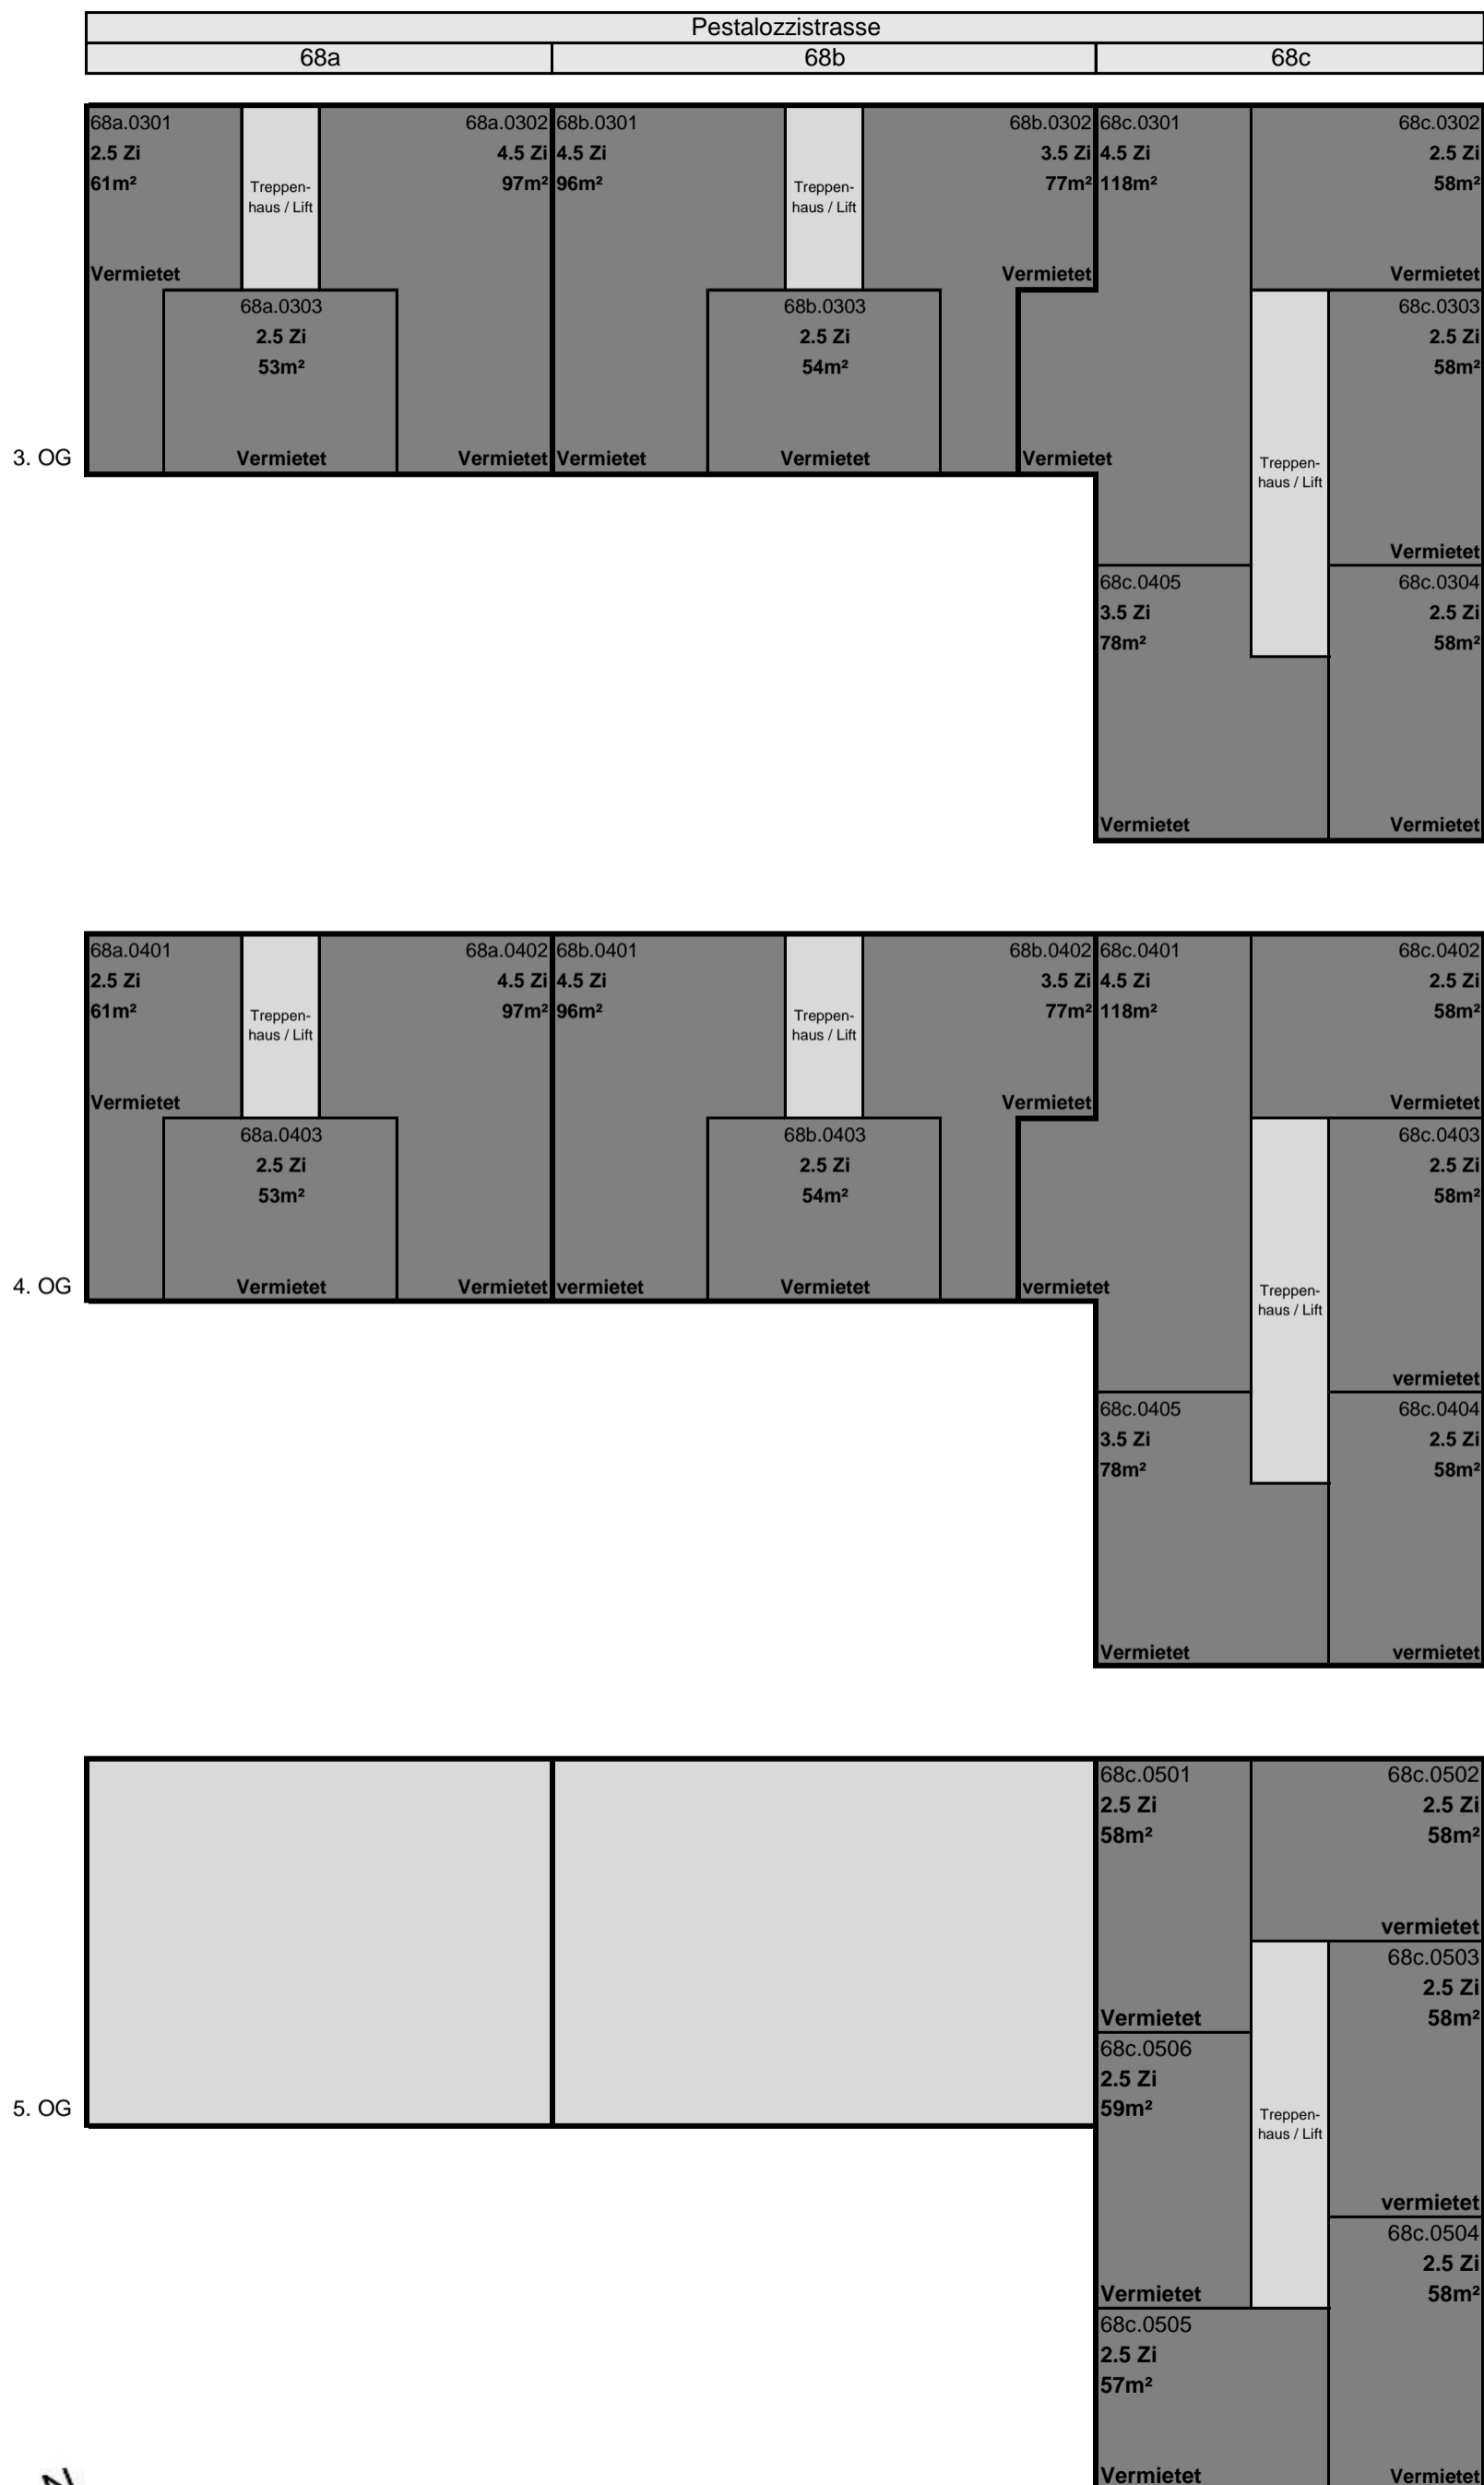 Pestalozzistrasse
68a
68b
68c
68a.0301
2.5 Zi
61m²
Vermietet
Treppen-
haus / Lift
68a.0302
4.5 Zi
97m²
Vermietet
68a.0303
2.5 Zi
53m²
Vermietet
68b.0301
4.5 Zi
96m²
Vermietet
Treppen-
haus / Lift
68b.0302
3.5 Zi
77m²
Vermietet
68b.0303
2.5 Zi
54m²
Vermietet
68c.0301
4.5 Zi
118m²
Vermietet
68c.0302
2.5 Zi
58m²
Vermietet
68c.0303
2.5 Zi
58m²
Vermietet
Treppen-
haus / Lift
68c.0405
3.5 Zi
78m²
Vermietet
68c.0304
2.5 Zi
58m²
Vermietet
3. OG
68a.0401
2.5 Zi
61m²
Vermietet
Treppen-
haus / Lift
68a.0402
4.5 Zi
97m²
Vermietet
68a.0403
2.5 Zi
53m²
Vermietet
68b.0401
4.5 Zi
96m²
vermietet
Treppen-
haus / Lift
68b.0402
3.5 Zi
77m²
Vermietet
68b.0403
2.5 Zi
54m²
Vermietet
68c.0401
4.5 Zi
118m²
vermietet
68c.0402
2.5 Zi
58m²
Vermietet
68c.0403
2.5 Zi
58m²
vermietet
Treppen-
haus / Lift
68c.0405
3.5 Zi
78m²
Vermietet
68c.0404
2.5 Zi
58m²
vermietet
4. OG
68c.0501
2.5 Zi
58m²
Vermietet
68c.0502
2.5 Zi
58m²
vermietet
68c.0503
2.5 Zi
58m²
vermietet
68c.0506
2.5 Zi
59m²
Vermietet
Treppen-
haus / Lift
68c.0504
2.5 Zi
58m²
Vermietet
68c.0505
2.5 Zi
57m²
Vermietet
5. OG
N